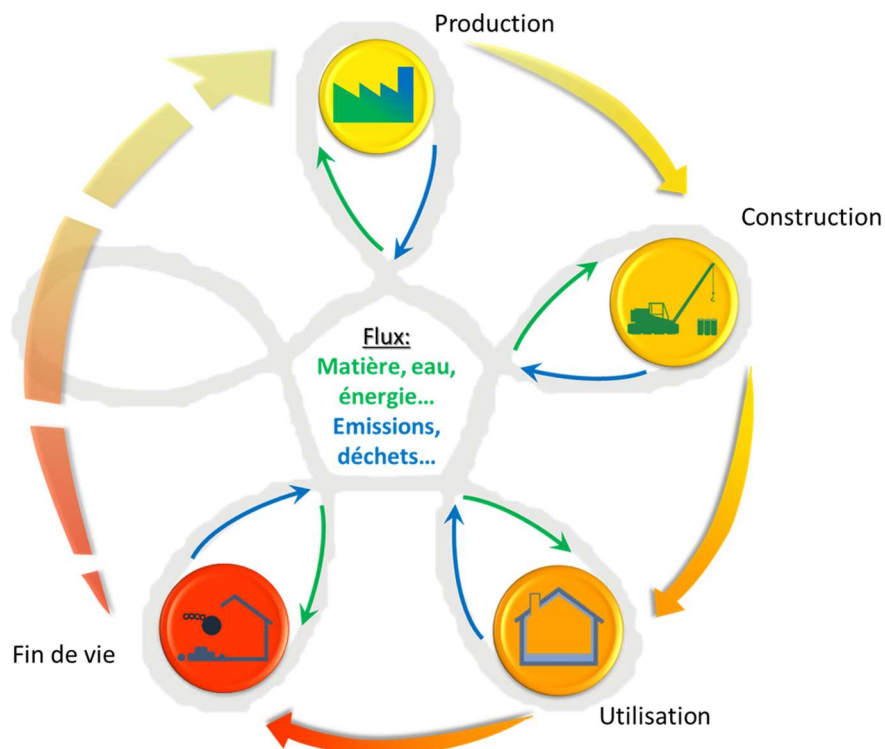 Production
Construction
Flux:
Matière, eau,
énergie…
Emissions,
déchets…
Fin de vie
Utilisation